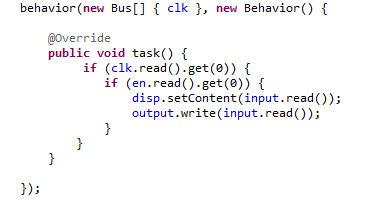 behavior(new Bus[] { clk }, new Behavior() {
@Override
public void task() {
if (clk.read().get(0)) {
if (en.read().get(0)) {
disp.setContent(input.read());
output.write(input.read());
}
}
}
});